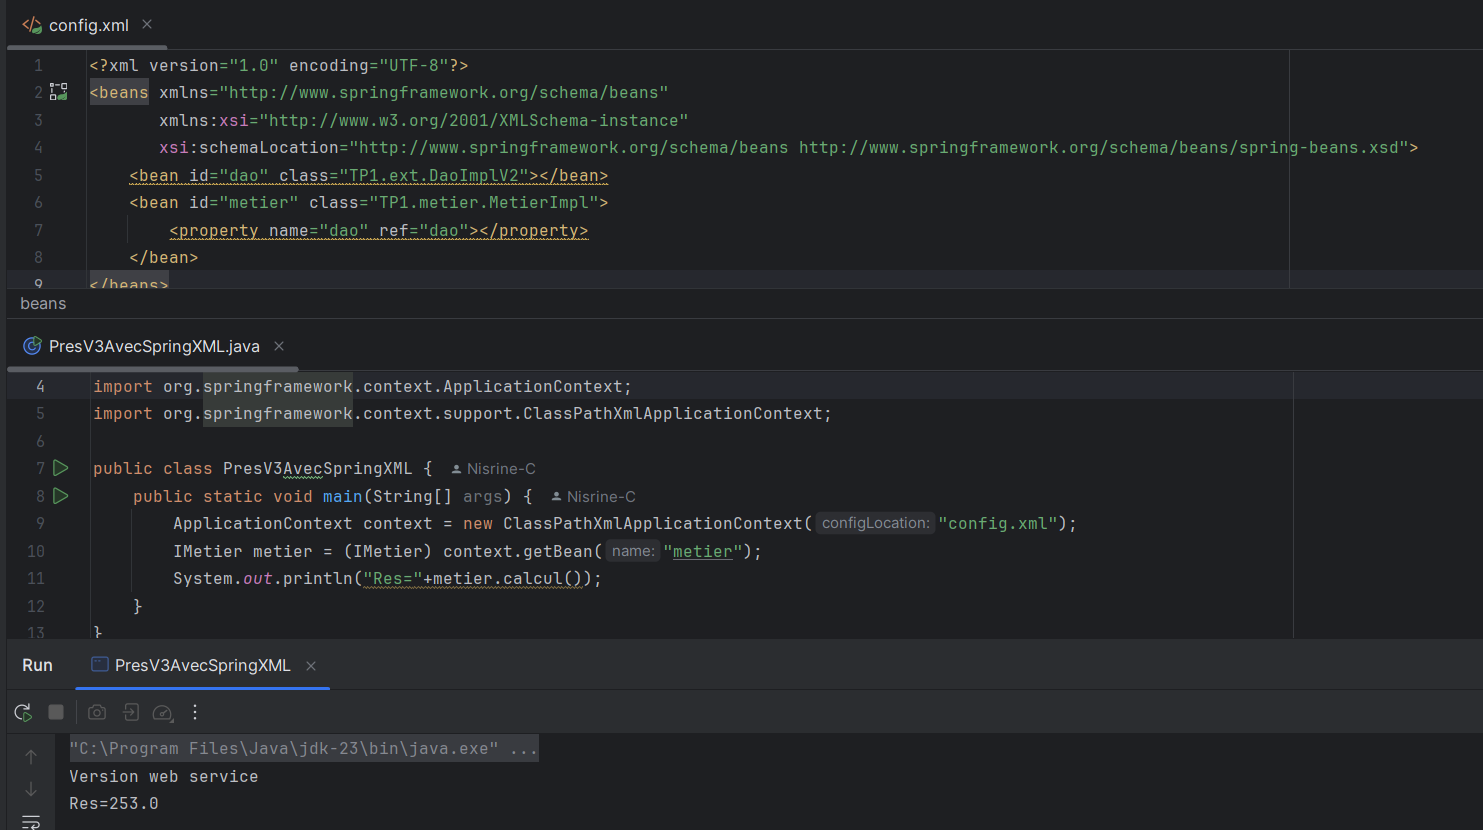 config.xml
1 <?xml version="1.0" encoding="UTF-8"?>
2 <beans xmlns="http://www.springframework.org/schema/beans"
3 xmlns:xsi="http://www.w3.org/2001/XMLSchema-instance"
4 xsi:schemaLocation="http://www.springframework.org/schema/beans http://www.springframework.org/schema/beans/spring-beans.xsd">
5 <bean id="dao" class="TP1.ext.DaoImplV2"></bean>
6 <bean id="metier" class="TP1.metier.MetierImpl">
7 <property name="dao" ref="dao"></property>
8 </bean>
9 </beans>
beans
PresV3AvecSpringXML.java
4 import org.springframework.context.ApplicationContext;
5 import org.springframework.context.support.ClassPathXmlApplicationContext;
6
7 public class PresV3AvecSpringXML { Nisrine-C
8 public static void main(String[] args) { Nisrine-C
9 ApplicationContext context = new ClassPathXmlApplicationContext( configLocation: "config.xml");
10 IMetier metier = (IMetier) context.getBean( name: "metier");
11 System.out.println("Res="+metier.calcul());
12 }
13 }
Run PresV3AvecSpringXML
"C:\Program Files\Java\jdk-23\bin\java.exe" ...
Version web service
Res=253.0